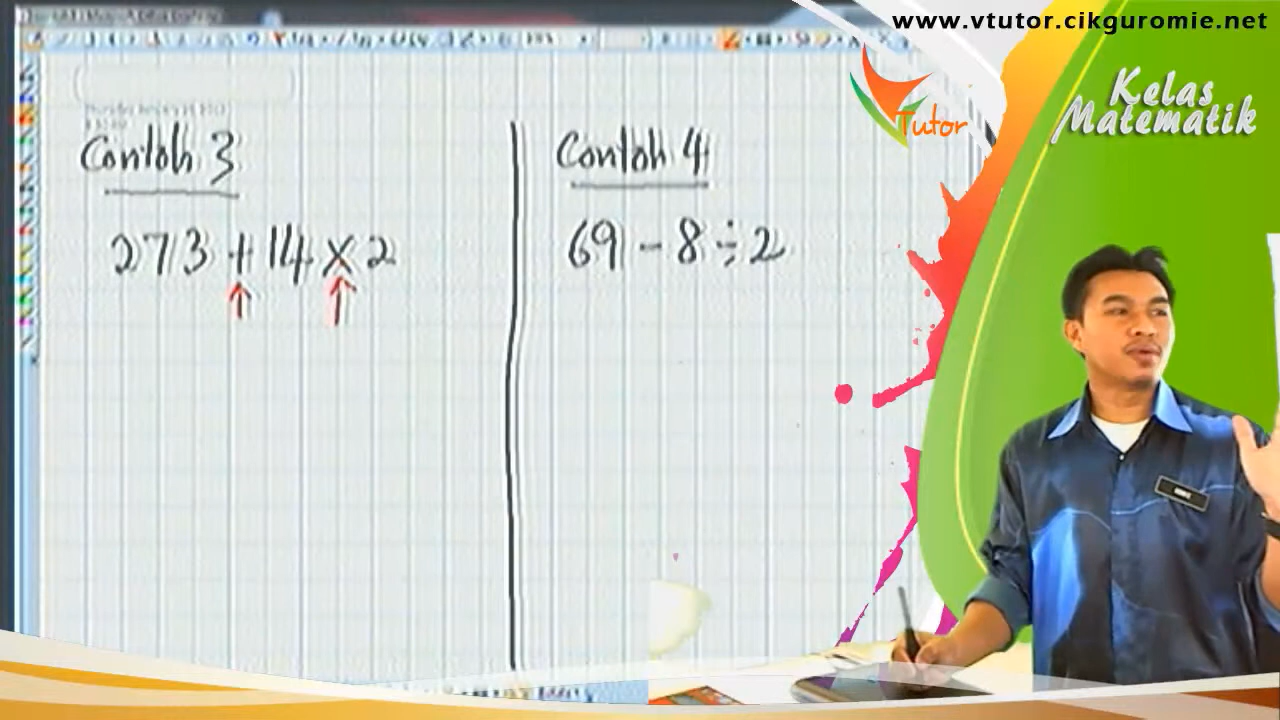 www.vtutor.cikguromie.net
Kelas
Matematik
Tutor
Contoh 3
273 + 14 x 2
Contoh 4
69 - 8 ÷ 2